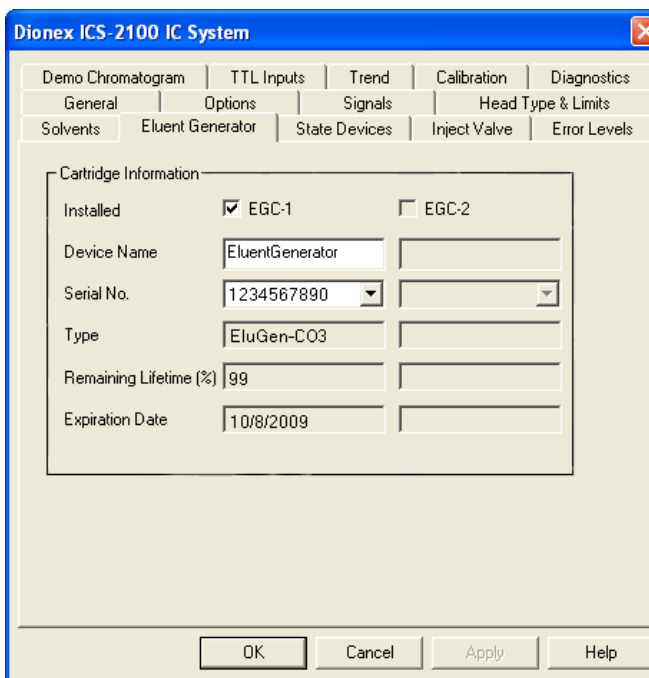 Dionex ICS-2100 IC System
Demo Chromatogram TTL Inputs Trend Calibration Diagnostics
General Options Signals Head Type & Limits
Solvents Eluent Generator State Devices Inject Valve Error Levels
Cartridge Information
Installed EGC-1 EGC-2
Device Name EluentGenerator
Serial No. 1234567890
Type EluGen-CO3
Remaining Lifetime (%) 99
Expiration Date 10/8/2009
OK Cancel Apply Help